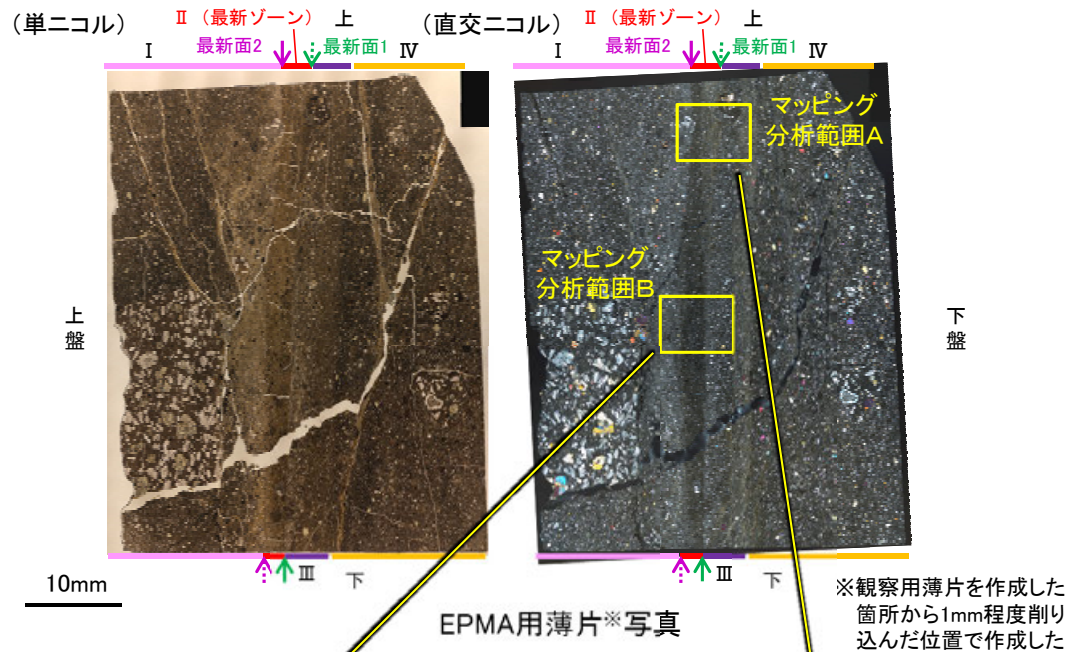 （単ニコル）
Ⅱ（最新ゾーン）
上
Ⅰ
最新面2
最新面1
Ⅳ
上盤
Ⅲ
下
10mm
（直交ニコル）
Ⅱ（最新ゾーン）
上
Ⅰ
最新面2
最新面1
Ⅳ
マッピング
分析範囲A
マッピング
分析範囲B
下盤
Ⅲ
下
EPMA用薄片※写真
※観察用薄片を作成した
箇所から1mm程度削り
込んだ位置で作成した